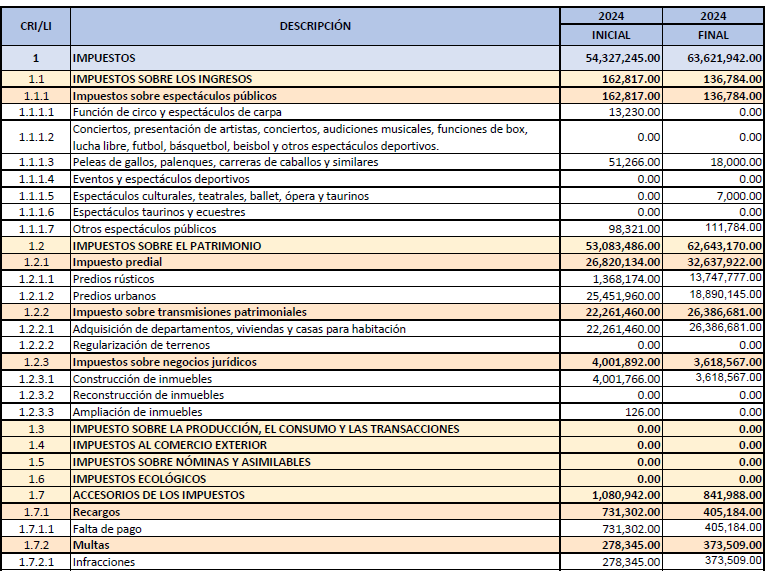 CRI/LI DESCRIPCIÓN 2024 2024
INICIAL FINAL
1 IMPUESTOS 54,327,245.00 63,621,942.00
1.1 IMPUESTOS SOBRE LOS INGRESOS 162,817.00 136,784.00
1.1.1 Impuestos sobre espectáculos públicos 162,817.00 136,784.00
1.1.1.1 Función de circo y espectáculos de carpa 13,230.00 0.00
1.1.1.2 Conciertos, presentación de artistas, conciertos, audiciones musicales, funciones de box,
lucha libre, futbol, básquetbol, beisbol y otros espectáculos deportivos. 0.00 0.00
1.1.1.3 Peleas de gallos, palenques, carreras de caballos y similares 51,266.00 18,000.00
1.1.1.4 Eventos y espectáculos deportivos 0.00 0.00
1.1.1.5 Espectáculos culturales, teatrales, ballet, ópera y taurinos 0.00 7,000.00
1.1.1.6 Espectáculos taurinos y ecuestres 0.00 0.00
1.1.1.7 Otros espectáculos públicos 98,321.00 111,784.00
1.2 IMPUESTOS SOBRE EL PATRIMONIO 53,083,486.00 62,643,170.00
1.2.1 Impuesto predial 26,820,134.00 32,637,922.00
1.2.1.1 Predios rústicos 1,368,174.00 13,747,777.00
1.2.1.2 Predios urbanos 25,451,960.00 18,890,145.00
1.2.2 Impuesto sobre transmisiones patrimoniales 22,261,460.00 26,386,681.00
1.2.2.1 Adquisición de departamentos, viviendas y casas para habitación 22,261,460.00 26,386,681.00
1.2.2.2 Regularización de terrenos 0.00 0.00
1.2.3 Impuestos sobre negocios jurídicos 4,001,892.00 3,618,567.00
1.2.3.1 Construcción de inmuebles 4,001,766.00 3,618,567.00
1.2.3.2 Reconstrucción de inmuebles 0.00 0.00
1.2.3.3 Ampliación de inmuebles 126.00 0.00
1.3 IMPUESTO SOBRE LA PRODUCCIÓN, EL CONSUMO Y LAS TRANSACCIONES 0.00 0.00
1.4 IMPUESTOS AL COMERCIO EXTERIOR 0.00 0.00
1.5 IMPUESTOS SOBRE NÓMINAS Y ASIMILABLES 0.00 0.00
1.6 IMPUESTOS ECOLÓGICOS 0.00 0.00
1.7 ACCESORIOS DE LOS IMPUESTOS 1,080,942.00 841,988.00
1.7.1 Recargos 731,302.00 405,184.00
1.7.1.1 Falta de pago 731,302.00 405,184.00
1.7.2 Multas 278,345.00 373,509.00
1.7.2.1 Infracciones 278,345.00 373,509.00